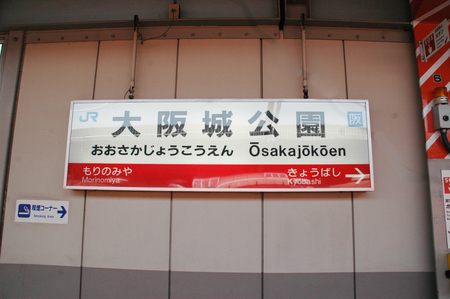 JR 大阪城公園 阪
おおさかじょうこうえん Ōsakajōkōen
もりのみや きょうばし
Morinomiya Kyōbashi
喫煙コーナー
Smoking Area